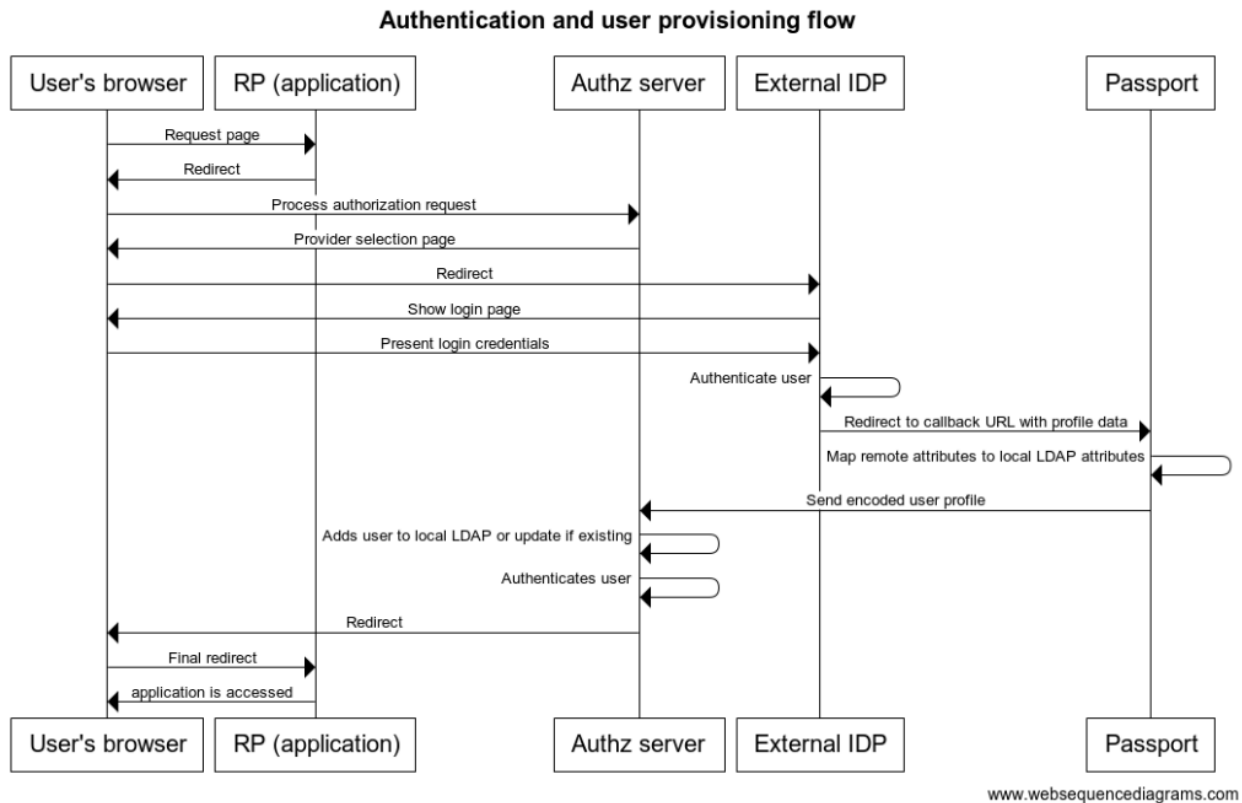 Authentication and user provisioning flow
User's browser
RP (application)
Authz server
External IDP
Passport
Request page
Redirect
Process authorization request
Provider selection page
Redirect
Show login page
Present login credentials
Authenticate user
Redirect to callback URL with profile data
Map remote attributes to local LDAP attributes
Send encoded user profile
Adds user to local LDAP or update if existing
Authenticates user
Redirect
Final redirect
application is accessed
User's browser
RP (application)
Authz server
External IDP
Passport
www.websequencediagrams.com